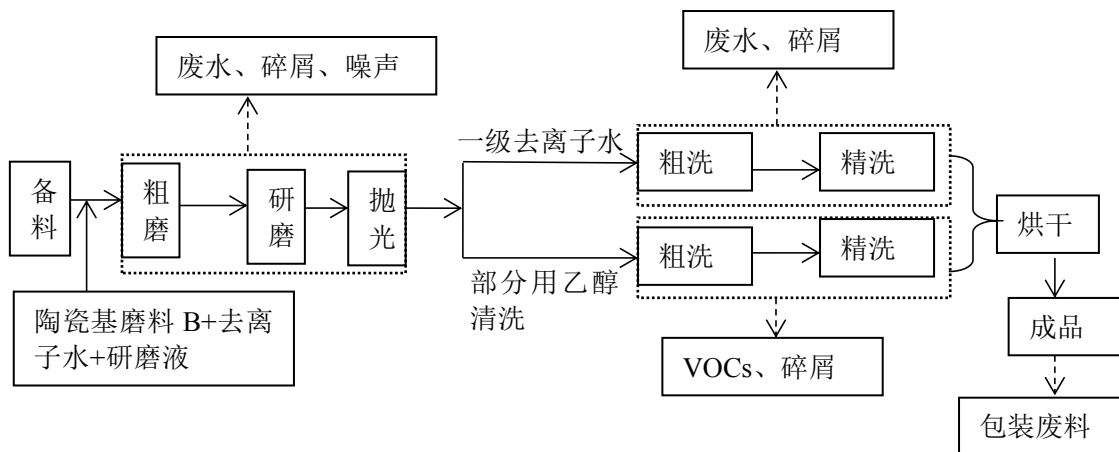 废水、碎屑、噪声
废水、碎屑
一级去离子水
粗洗
精洗
备
料
粗
磨
研
磨
抛
光
烘干
粗洗
精洗
部分用乙醇
清洗
陶瓷基磨料 B+去离
子水+研磨液
VOCs、碎屑
成品
包装废料